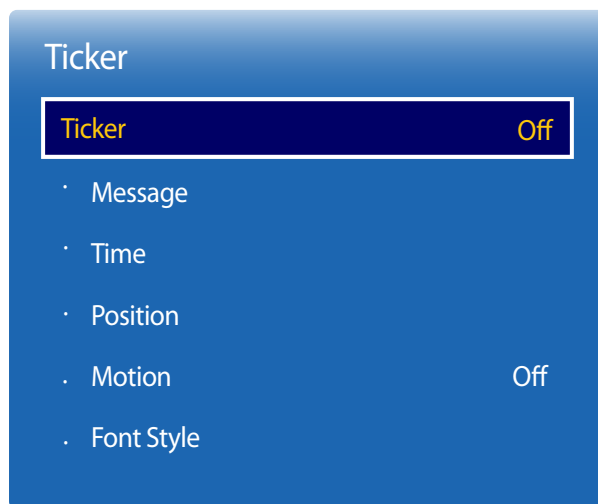 Ticker
Ticker Off
· Message
· Time
· Position
· Motion Off
· Font Style